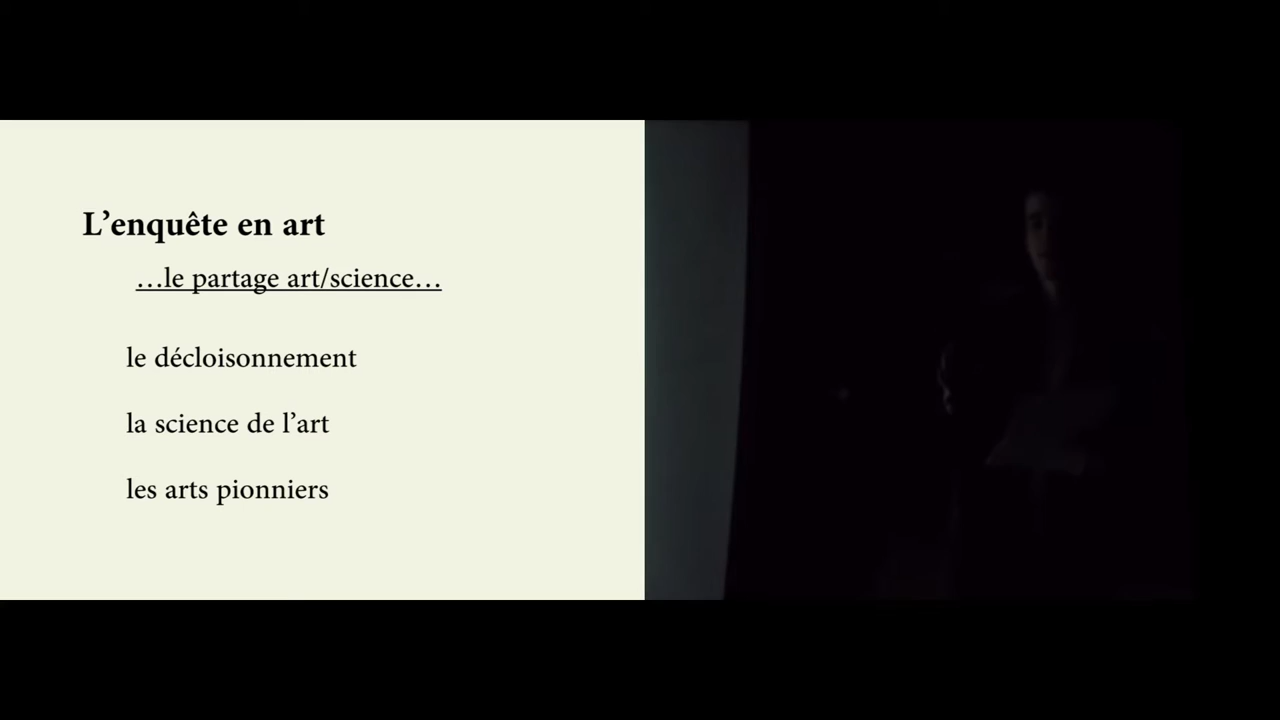 L’enquête en art
…le partage art/science…
le décloisonnement
la science de l’art
les arts pionniers